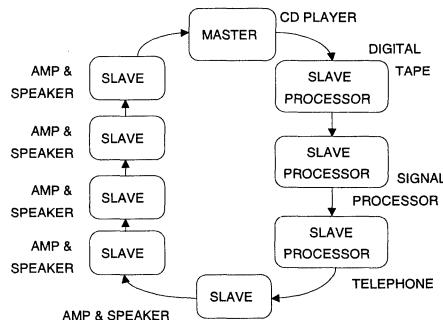 CD PLAYER
MASTER
DIGITAL
TAPE
AMP &
SPEAKER
SLAVE
SLAVE
PROCESSOR
AMP &
SPEAKER
SLAVE
SLAVE
PROCESSOR
SIGNAL
PROCESSOR
AMP &
SPEAKER
SLAVE
SLAVE
PROCESSOR
AMP &
SPEAKER
SLAVE
TELEPHONE
SLAVE
AMP & SPEAKER